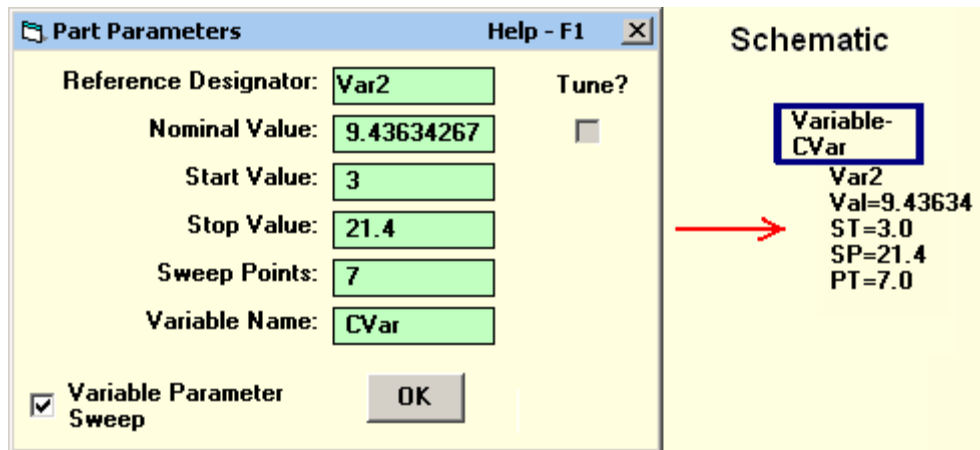 Part Parameters Help - F1
Reference Designator: Var2 Tune?
Nominal Value: 9.43634267
Start Value: 3
Stop Value: 21.4
Sweep Points: 7
Variable Name: CVar
Variable Parameter
Sweep
OK
Schematic
Variable-
CVar
Var2
Val=9.43634
ST=3.0
SP=21.4
PT=7.0